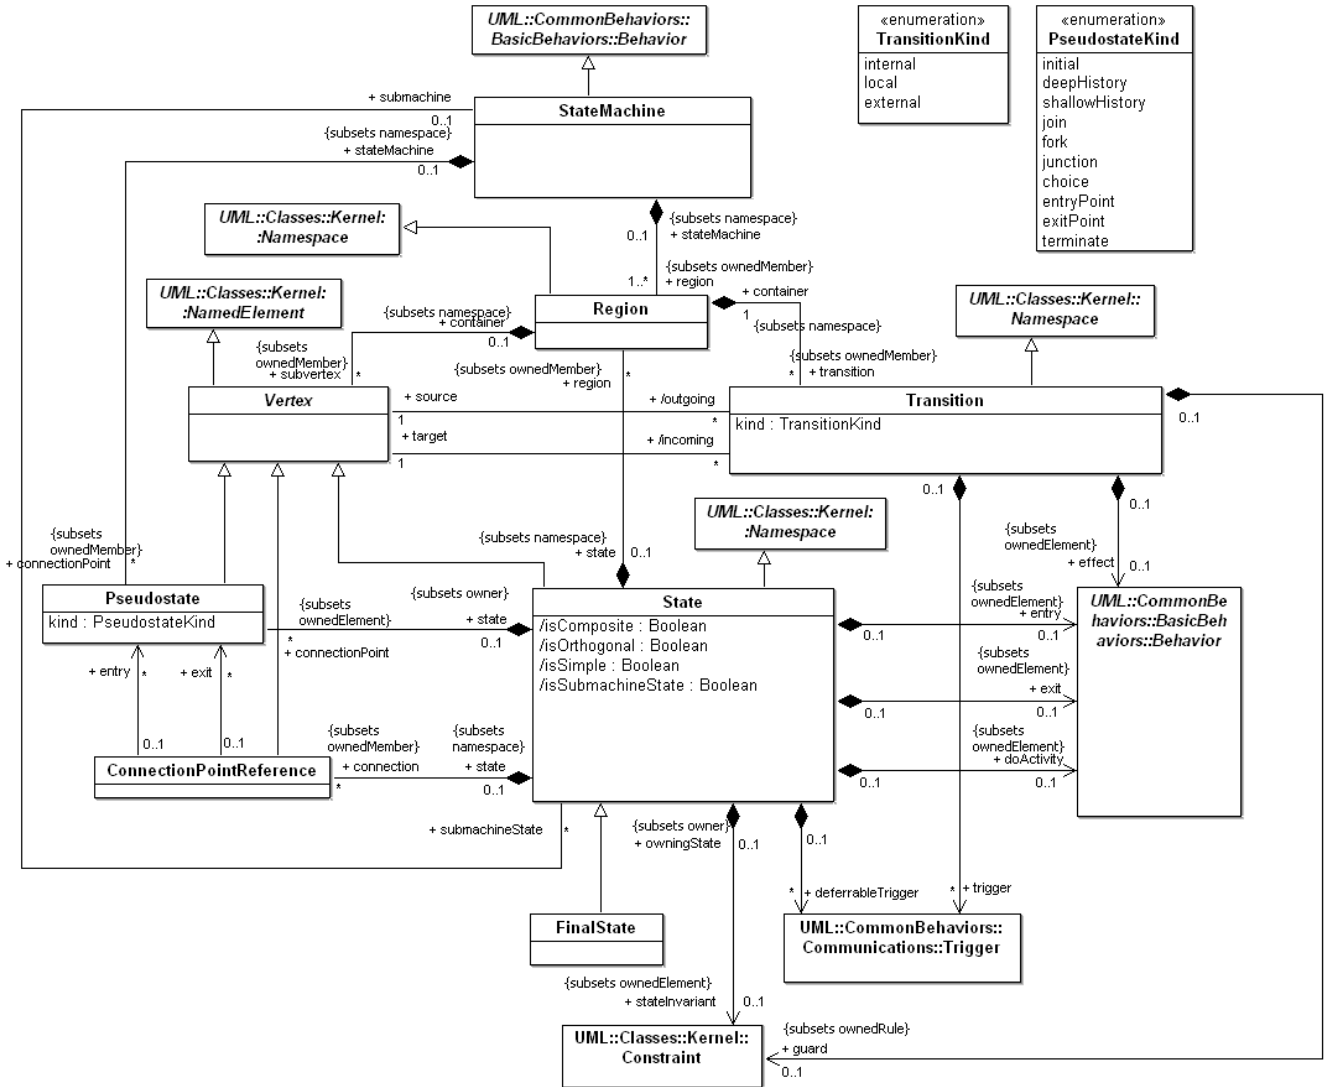 UML::CommonBehaviors::
BasicBehaviors::Behavior
«enumeration»
TransitionKind
internal
local
external
«enumeration»
PseudostateKind
initial
deepHistory
shallowHistory
join
fork
junction
choice
entryPoint
exitPoint
terminate
+ submachine
0..1
StateMachine
{subsets namespace}
+ stateMachine
0..1
UML::Classes::Kernel:
:Namespace
{subsets namespace}
0..1
+ stateMachine
{subsets ownedMember}
1..*
+ region
UML::Classes::Kernel:
:NamedElement
Region
+ container
1
{subsets namespace}
UML::Classes::Kernel::
Namespace
{subsets namespace}
+ container
0..1
{subsets
ownedMember}
+ subvertex
*
{subsets ownedMember}
*
+ region
{subsets ownedMember}
* + transition
Vertex
+ source
1
+ /outgoing
*
+ target
1
+ /incoming
*
Transition
kind : TransitionKind
0..1
0..1
0..1
UML::Classes::Kernel:
:Namespace
{subsets
ownedElement}
+ effect
0..1
{subsets
ownedMember}
+ connectionPoint
*
{subsets namespace}
+ state
0..1
Pseudostate
kind : PseudostateKind
{subsets
ownedElement}
*
+ connectionPoint
{subsets owner}
+ state
0..1
State
/isComposite : Boolean
/isOrthogonal : Boolean
/isSimple : Boolean
/isSubmachineState : Boolean
{subsets
ownedElement}
+ entry
0..1
0..1
{subsets
ownedElement}
+ exit
0..1
0..1
{subsets
ownedElement}
+ doActivity
0..1
0..1
UML::CommonBe
haviors::BasicBeh
aviors::Behavior
+ entry
*
+ exit
*
0..1
0..1
ConnectionPointReference
{subsets
ownedMember}
+ connection
*
{subsets
namespace}
+ state
0..1
+ submachineState
*
{subsets owner}
+ owningState
0..1
0..1
* + deferrableTrigger
* + trigger
FinalState
UML::CommonBehaviors::
Communications::Trigger
{subsets ownedElement}
+ stateInvariant
0..1
UML::Classes::Kernel::
Constraint
{subsets ownedRule}
+ guard
0..1